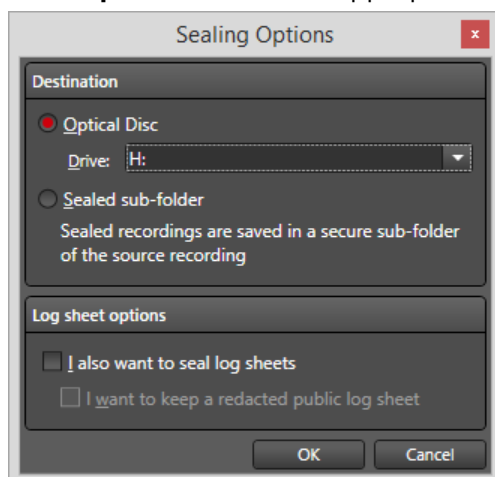 Sealing Options
x
Destination
Optical Disc
Drive: H:
Sealed sub-folder
Sealed recordings are saved in a secure sub-folder
of the source recording
Log sheet options
I also want to seal log sheets
I want to keep a redacted public log sheet
OK Cancel